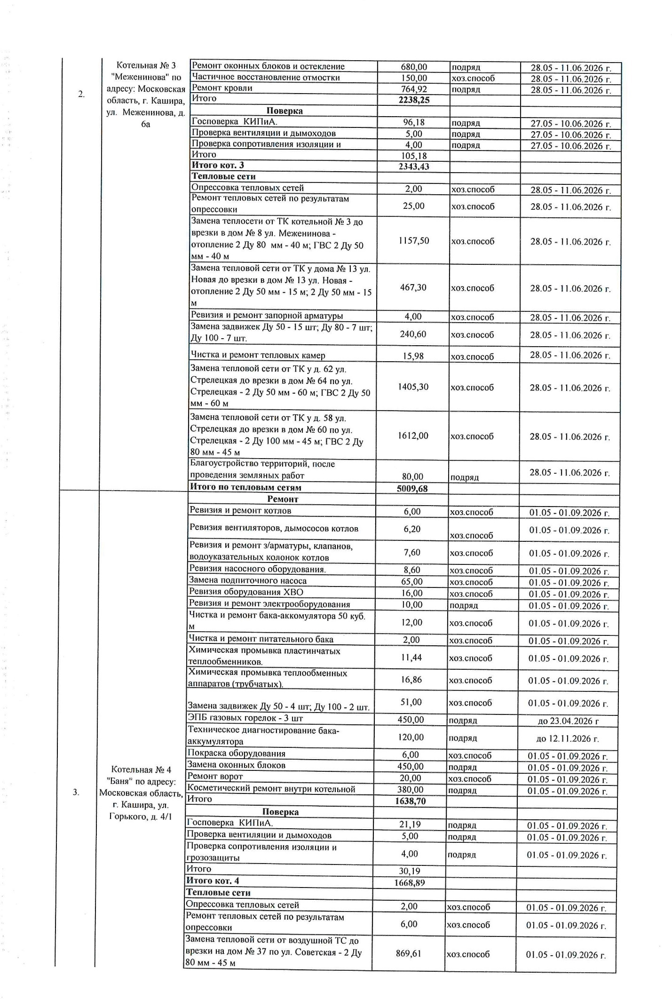 2.
Котельная № 3
"Меженинова" по
адресу: Московская
область, г. Кашира,
ул. Меженинова, д.
6а
Ремонт оконных блоков и остекление 680,00 подряд 28.05 - 11.06.2026 г.
Частичное восстановление отмостки 150,00 хоз.способ 28.05 - 11.06.2026 г.
Ремонт кровли 764,92 подряд 28.05 - 11.06.2026 г.
Итого 2238,25
Поверка
Госповерка КИПиА. 96,18 подряд 27.05 - 10.06.2026 г.
Проверка вентиляции и дымоходов 5,00 подряд 27.05 - 10.06.2026 г.
Проверка сопротивления изоляции и 4,00 подряд 27.05 - 10.06.2026 г.
Итого 105,18
Итого кот. 3 2343,43
Тепловые сети
Опрессовка тепловых сетей 2,00 хоз.способ 28.05 - 11.06.2026 г.
Ремонт тепловых сетей по результатам
опрессовки 25,00 хоз.способ 28.05 - 11.06.2026 г.
Замена теплосети от ТК котельной № 3 до
врезки в дом № 8 ул. Меженинова -
отопление 2 Ду 80 мм - 40 м; ГВС 2 Ду 50
мм - 40 м 1157,50 хоз.способ 28.05 - 11.06.2026 г.
Замена тепловой сети от ТК у дома № 13 ул.
Новая до врезки в дом № 13 ул. Новая -
отопление 2 Ду 50 мм - 15 м; 2 Ду 50 мм - 15
м 467,30 хоз.способ 28.05 - 11.06.2026 г.
Ревизия и ремонт запорной арматуры 4,00 хоз.способ 28.05 - 11.06.2026 г.
Замена задвижек Ду 50 - 15 шт; Ду 80 - 7 шт;
Ду 100 - 7 шт. 240,60 хоз.способ 28.05 - 11.06.2026 г.
Чистка и ремонт тепловых камер 15,98 хоз.способ 28.05 - 11.06.2026 г.
Замена тепловой сети от ТК у д. 62 ул.
Стрелецкая до врезки в дом № 64 по ул.
Стрелецкая - 2 Ду 50 мм - 60 м; ГВС 2 Ду 50
мм - 60 м 1405,30 хоз.способ 28.05 - 11.06.2026 г.
Замена тепловой сети от ТК у д. 58 ул.
Стрелецкая до врезки в дом № 60 по ул.
Стрелецкая - 2 Ду 100 мм - 45 м; ГВС 2 Ду
80 мм - 45 м 1612,00 хоз.способ 28.05 - 11.06.2026 г.
Благоустройство территорий, после
проведения земляных работ 80,00 подряд 28.05 - 11.06.2026 г.
Итого по тепловым сетям 5009,68
3.
Котельная № 4
"Баня" по адресу:
Московская область,
г. Кашира, ул.
Горького, д. 4/1
Ремонт
Ревизия и ремонт котлов 6,00 хоз.способ 01.05 - 01.09.2026 г.
Ревизия вентиляторов, дымососов котлов 6,20 хоз.способ 01.05 - 01.09.2026 г.
Ревизия и ремонт з/арматуры, клапанов,
водоуказательных колонок котлов 7,60 хоз.способ 01.05 - 01.09.2026 г.
Ревизия насосного оборудования. 8,60 хоз.способ 01.05 - 01.09.2026 г.
Замена подпиточного насоса 65,00 хоз.способ 01.05 - 01.09.2026 г.
Ревизия оборудования ХВО 16,00 хоз.способ 01.05 - 01.09.2026 г.
Ревизия и ремонт электрооборудования 10,00 подряд 01.05 - 01.09.2026 г.
Чистка и ремонт бака-аккомулятора 50 куб.
м 12,00 хоз.способ 01.05 - 01.09.2026 г.
Чистка и ремонт питательного бака 2,00 хоз.способ 01.05 - 01.09.2026 г.
Химическая промывка пластинчатых
теплообменников. 11,44 хоз.способ 01.05 - 01.09.2026 г.
Химическая промывка теплообменных
аппаратов (трубчатых). 16,86 хоз.способ 01.05 - 01.09.2026 г.
Замена задвижек Ду 50 - 4 шт; Ду 100 - 2 шт. 51,00 хоз.способ 01.05 - 01.09.2026 г.
ЭПБ газовых горелок - 3 шт 450,00 подряд до 23.04.2026 г
Техническое диагностирование бака-
аккумулятора 120,00 подряд до 12.11.2026 г.
Покраска оборудования 6,00 хоз.способ 01.05 - 01.09.2026 г.
Замена оконных блоков 450,00 подряд 01.05 - 01.09.2026 г.
Ремонт ворот 20,00 хоз.способ 01.05 - 01.09.2026 г.
Косметический ремонт внутри котельной 380,00 подряд 01.05 - 01.09.2026 г.
Итого 1638,70
Поверка
Госповерка КИПиА. 21,19 подряд 01.05 - 01.09.2026 г.
Проверка вентиляции и дымоходов 5,00 подряд 01.05 - 01.09.2026 г.
Проверка сопротивления изоляции и
грозозащиты 4,00 подряд 01.05 - 01.09.2026 г.
Итого 30,19
Итого кот. 4 1668,89
Тепловые сети
Опрессовка тепловых сетей 2,00 хоз.способ 01.05 - 01.09.2026 г.
Ремонт тепловых сетей по результатам
опрессовки 6,00 хоз.способ 01.05 - 01.09.2026 г.
Замена тепловой сети от воздушной ТС до
врезки на дом № 37 по ул. Советская - 2 Ду
80 мм - 45 м 869,61 хоз.способ 01.05 - 01.09.2026 г.